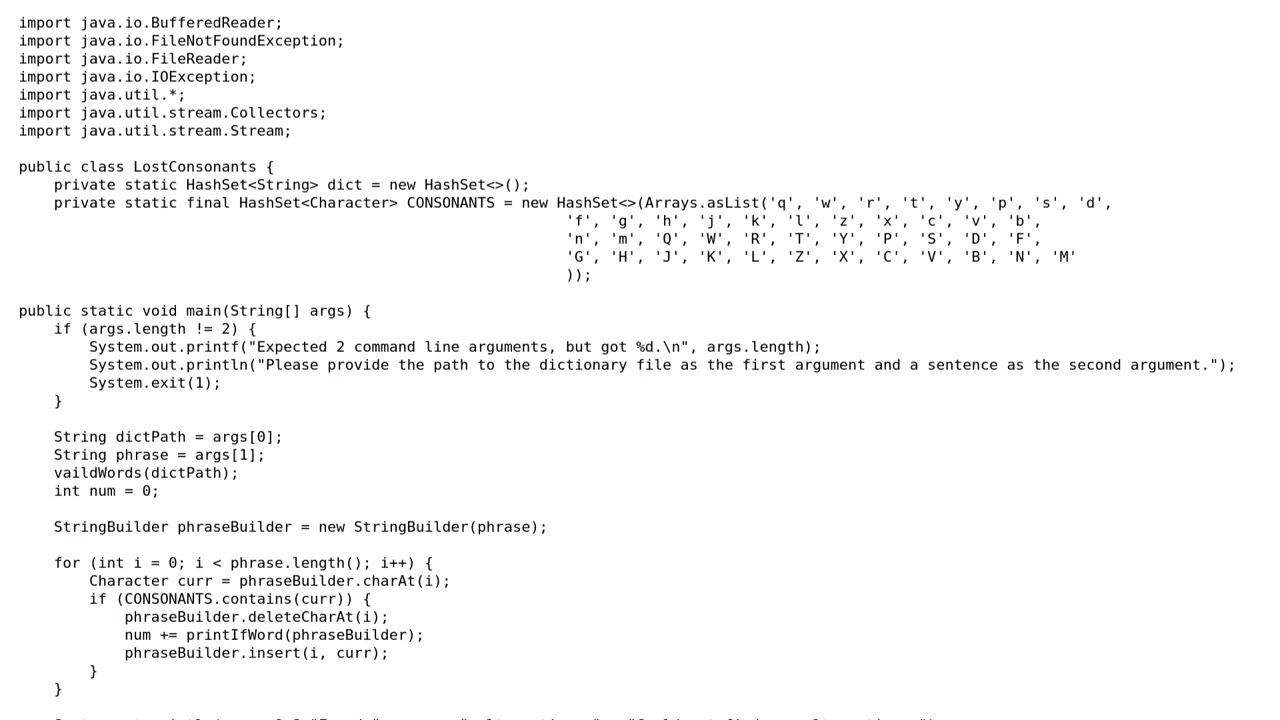 import java.io.BufferedReader;
import java.io.FileNotFoundException;
import java.io.FileReader;
import java.io.IOException;
import java.util.*;
import java.util.stream.Collectors;
import java.util.stream.Stream;

public class LostConsonants {
    private static HashSet<String> dict = new HashSet<>();
    private static final HashSet<Character> CONSONANTS = new HashSet<>(Arrays.asList('q', 'w', 'r', 't', 'y', 'p', 's', 'd',
                                                              'f', 'g', 'h', 'j', 'k', 'l', 'z', 'x', 'c', 'v', 'b',
                                                              'n', 'm', 'Q', 'W', 'R', 'T', 'Y', 'P', 'S', 'D', 'F',
                                                              'G', 'H', 'J', 'K', 'L', 'Z', 'X', 'C', 'V', 'B', 'N', 'M'
                                                              ));

public static void main(String[] args) {
    if (args.length != 2) {
        System.out.printf("Expected 2 command line arguments, but got %d.\n", args.length);
        System.out.println("Please provide the path to the dictionary file as the first argument and a sentence as the second argument.");
        System.exit(1);
    }

    String dictPath = args[0];
    String phrase = args[1];
    vaildWords(dictPath);
    int num = 0;

    StringBuilder phraseBuilder = new StringBuilder(phrase);

    for (int i = 0; i < phrase.length(); i++) {
        Character curr = phraseBuilder.charAt(i);
        if (CONSONANTS.contains(curr)) {
            phraseBuilder.deleteCharAt(i);
            num += printIfWord(phraseBuilder);
            phraseBuilder.insert(i, curr);
        }
    }